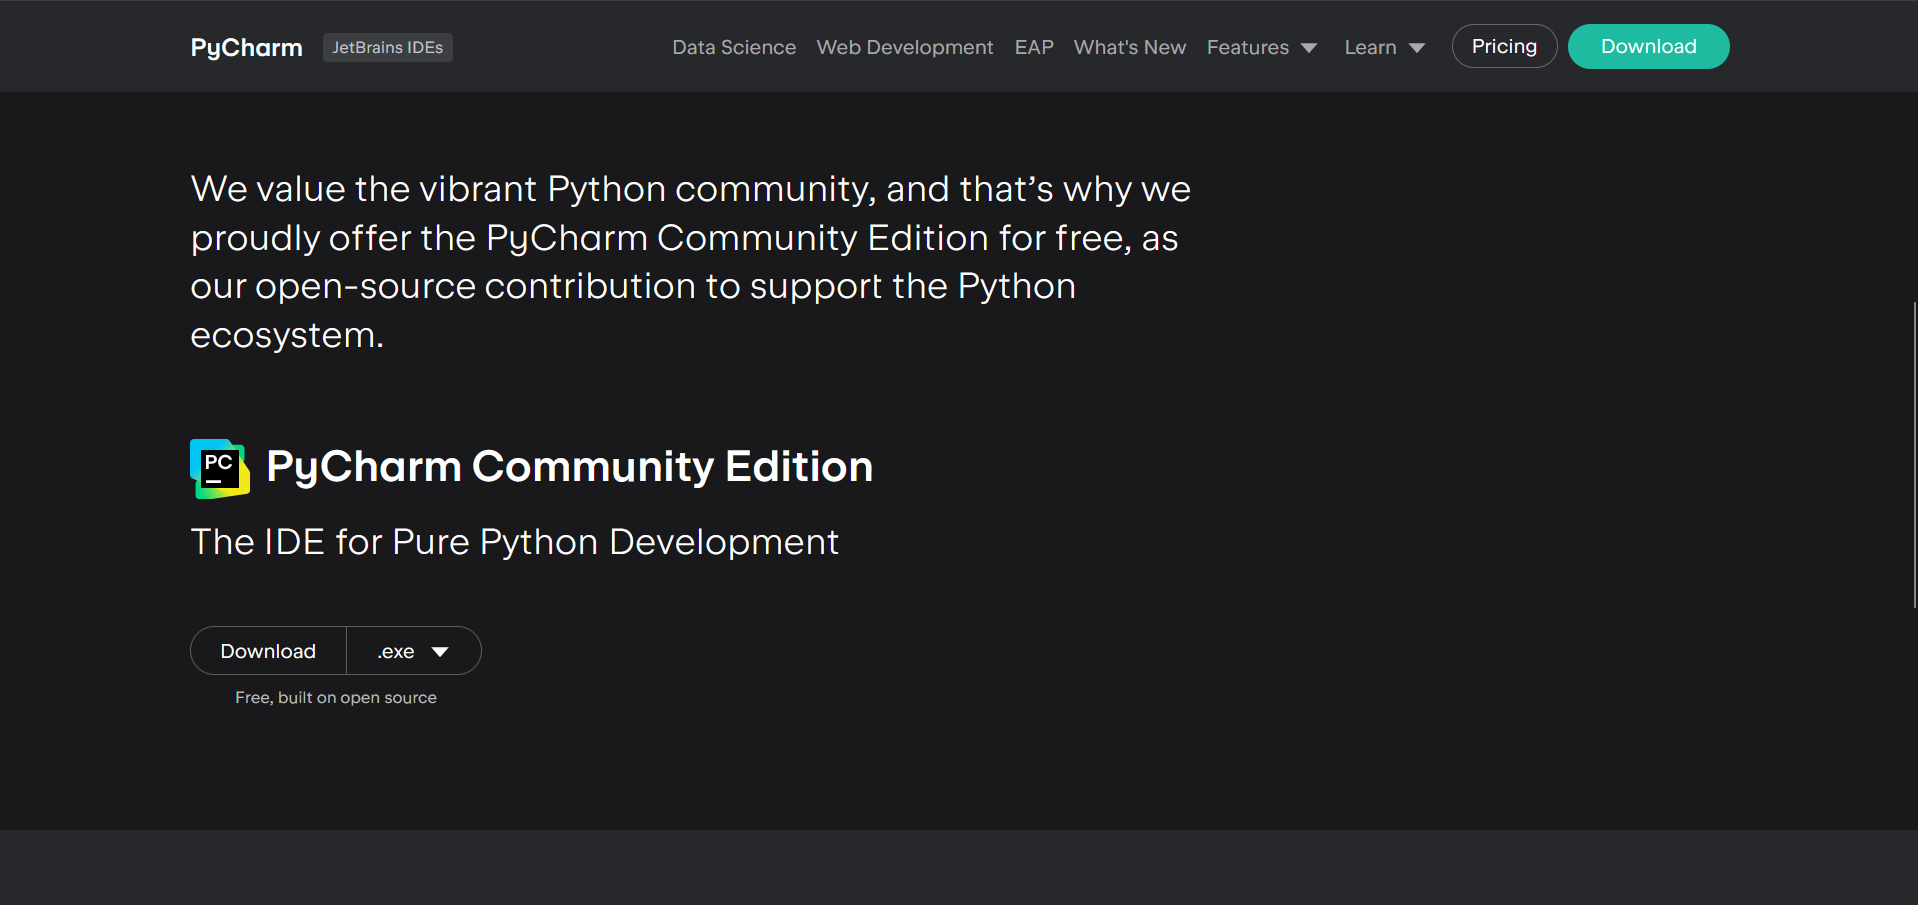 PyCharm JetBrains IDEs Data Science Web Development EAP What's New Features Learn Pricing Download
We value the vibrant Python community, and that’s why we
proudly offer the PyCharm Community Edition for free, as
our open-source contribution to support the Python
ecosystem.
PC PyCharm Community Edition
The IDE for Pure Python Development
Download .exe
Free, built on open source